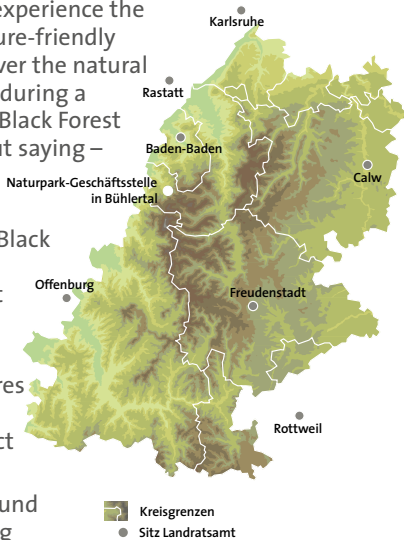 experience the
ure-friendly
ver the natural
during a
Black Forest
ut saying –
Black
t
res
ct
und
g
Karlsruhe
Rastatt
Baden-Baden
Calw
Naturpark-Geschäftsstelle
in Bühlertal
Offenburg
Freudenstadt
Rottweil
Kreisgrenzen
Sitz Landratsamt